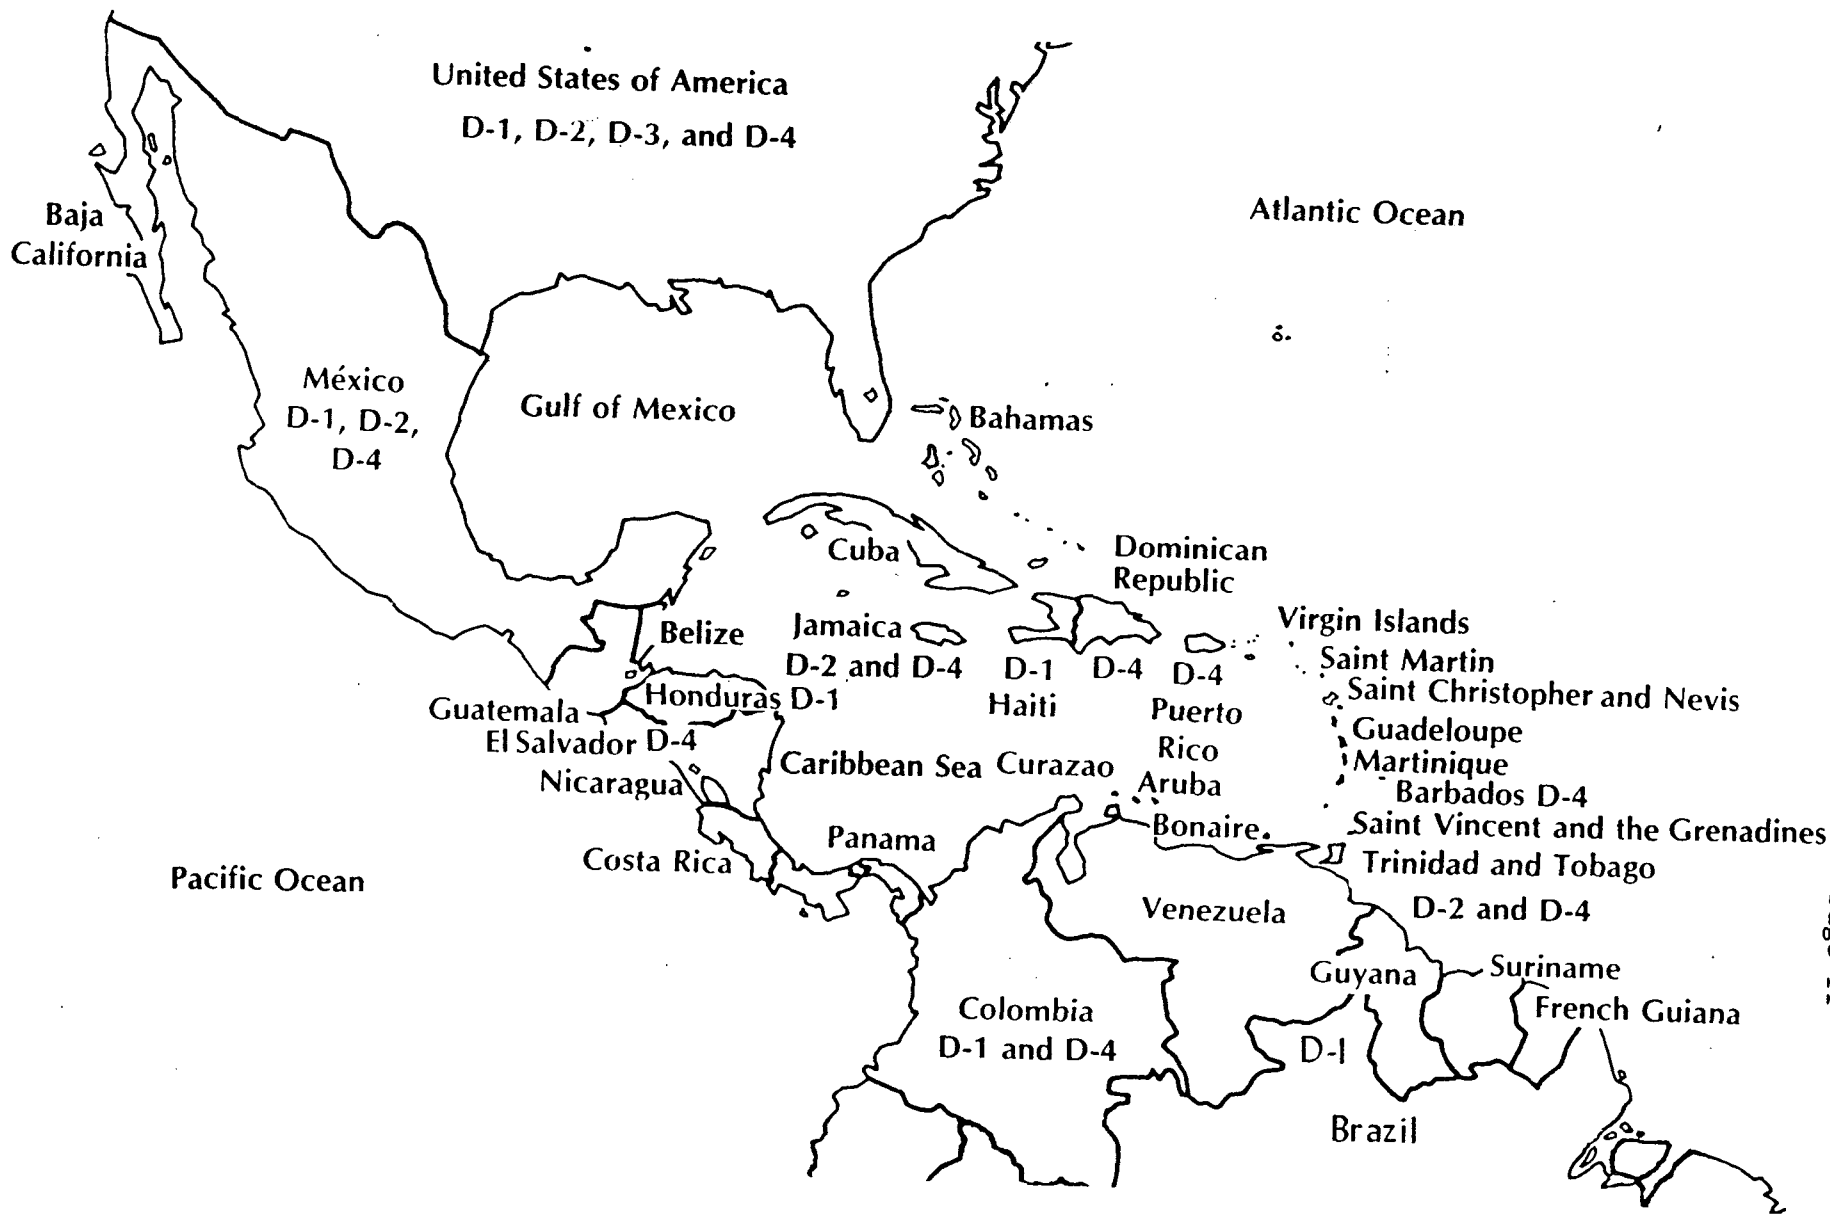 United States of America
D-1, D-2, D-3, and D-4
Baja
California
Atlantic Ocean
México
D-1, D-2,
D-4
Gulf of Mexico
Bahamas
Cuba
Dominican
Republic
Belize
Jamaica
D-2 and D-4
D-1
Haiti
D-4
D-4
Puerto
Rico
Virgin Islands
Saint Martin
Saint Christopher and Nevis
Guadeloupe
Martinique
Barbados D-4
Saint Vincent and the Grenadines
Trinidad and Tobago
D-2 and D-4
Honduras D-1
Guatemala
El Salvador D-4
Nicaragua
Caribbean Sea
Curazao
Aruba
Bonaire
Costa Rica
Panama
Pacific Ocean
Venezuela
Guyana
Suriname
French Guiana
Colombia
D-1 and D-4
D-1
Brazil